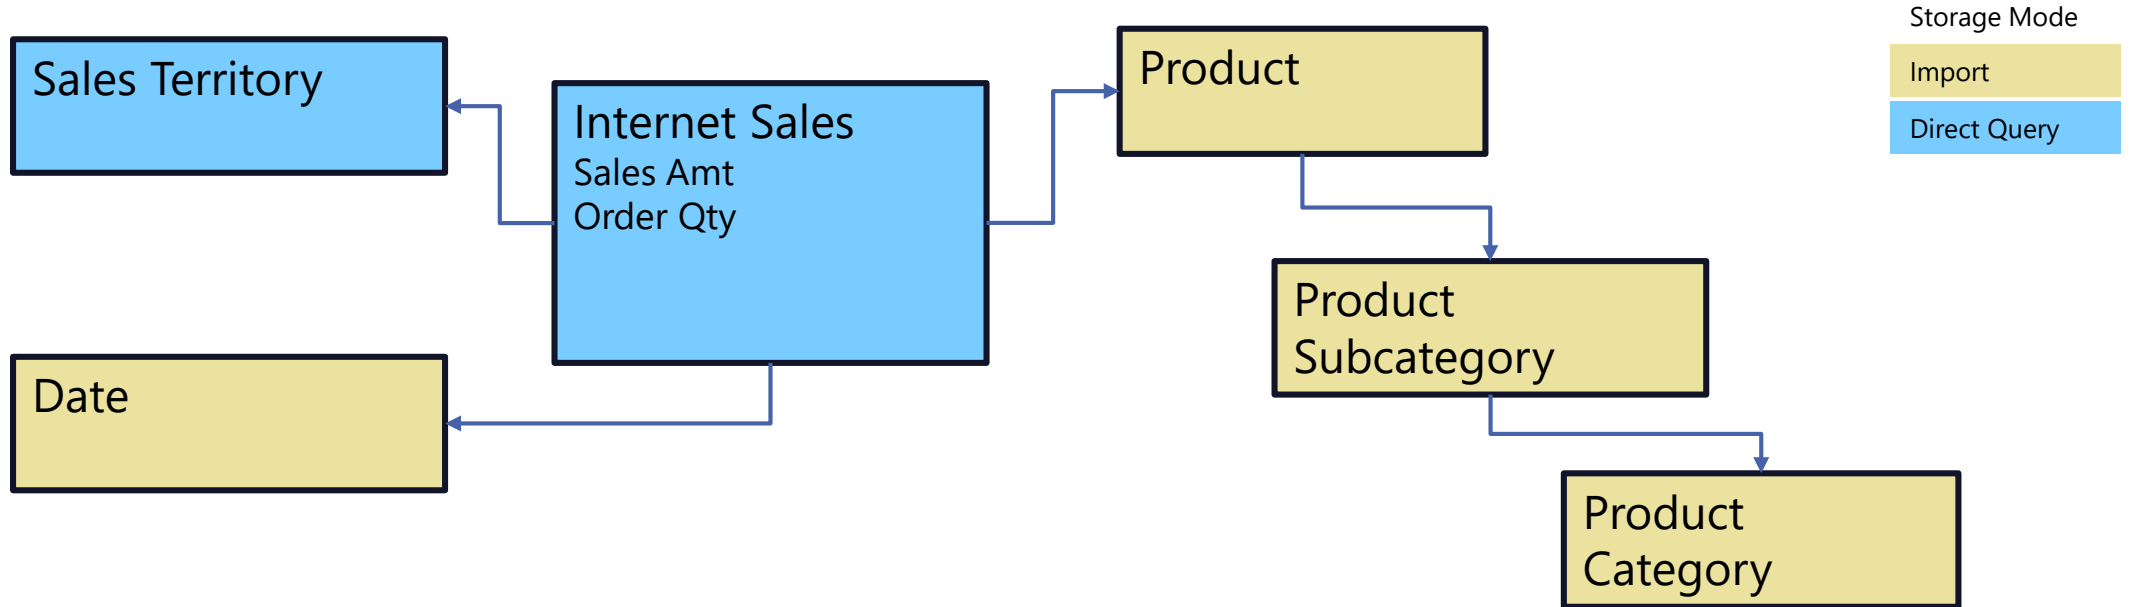 Sales Territory
Internet Sales
Sales Amt
Order Qty
Date
Product
Product
Subcategory
Product
Category
Storage Mode
Import
Direct Query